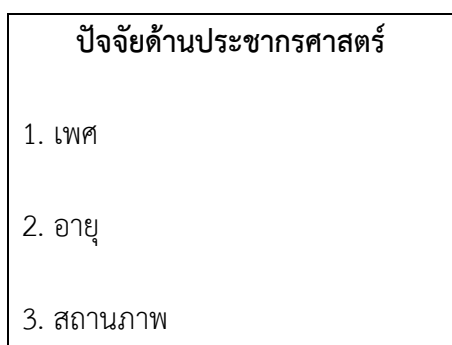 ปัจจัยด้านประชากรศาสตร์
1. เพศ
2. อายุ
3. สถานภาพ